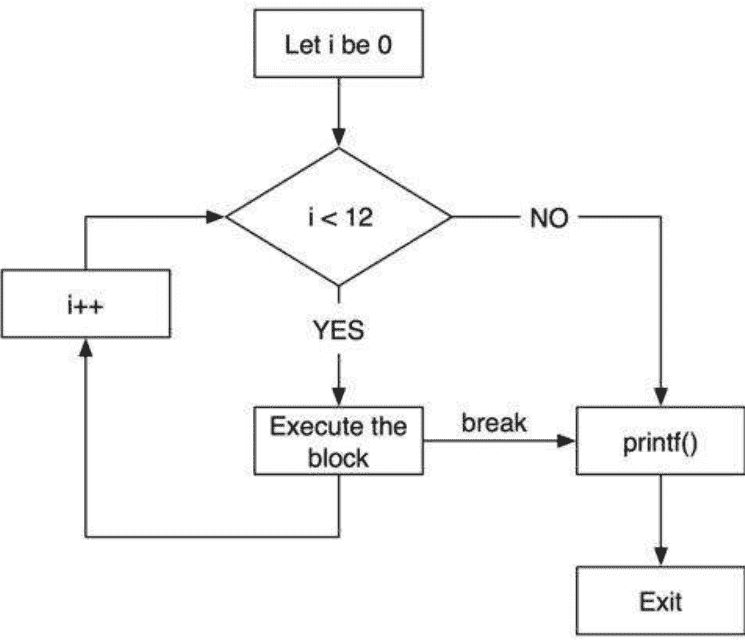 Let i be 0
i < 12
NO
i++
YES
Execute the
block
break
printf()
Exit